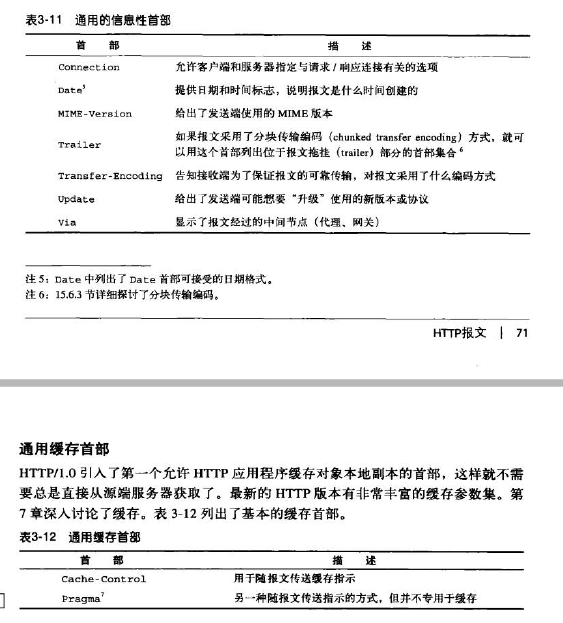 表3-11 通用的信息性首部
首 部 描 述
Connection 允许客户端和服务器指定与请求/响应连接有关的选项
Date5 提供日期和时间标志，说明报文是什么时间创建的
MIME-Version 给出了发送端使用的 MIME 版本
Trailer 如果报文采用了分块传输编码（chunked transfer encoding）方式，就可
以用这个首部列出位于报文拖挂（trailer）部分的首部集合6
Transfer-Encoding 告知接收端为了保证报文的可靠传输，对报文采用了什么编码方式
Update 给出了发送端可能想要“升级”使用的新版本或协议
Via 显示了报文经过的中间节点（代理、网关）
注 5：Date 中列出了 Date 首部可接受的日期格式。
注 6：15.6.3 节详细探讨了分块传输编码。
HTTP报文 | 71
通用缓存首部
HTTP/1.0 引入了第一个允许 HTTP 应用程序缓存对象本地副本的首部，这样就不需
要总是直接从源端服务器获取了。最新的 HTTP 版本有非常丰富的缓存参数集。第
7 章深入讨论了缓存。表 3-12 列出了基本的缓存首部。
表3-12 通用缓存首部
首 部 描 述
Cache-Control 用于随报文传送缓存指示
Pragma7 另一种随报文传送指示的方式，但并不专用于缓存